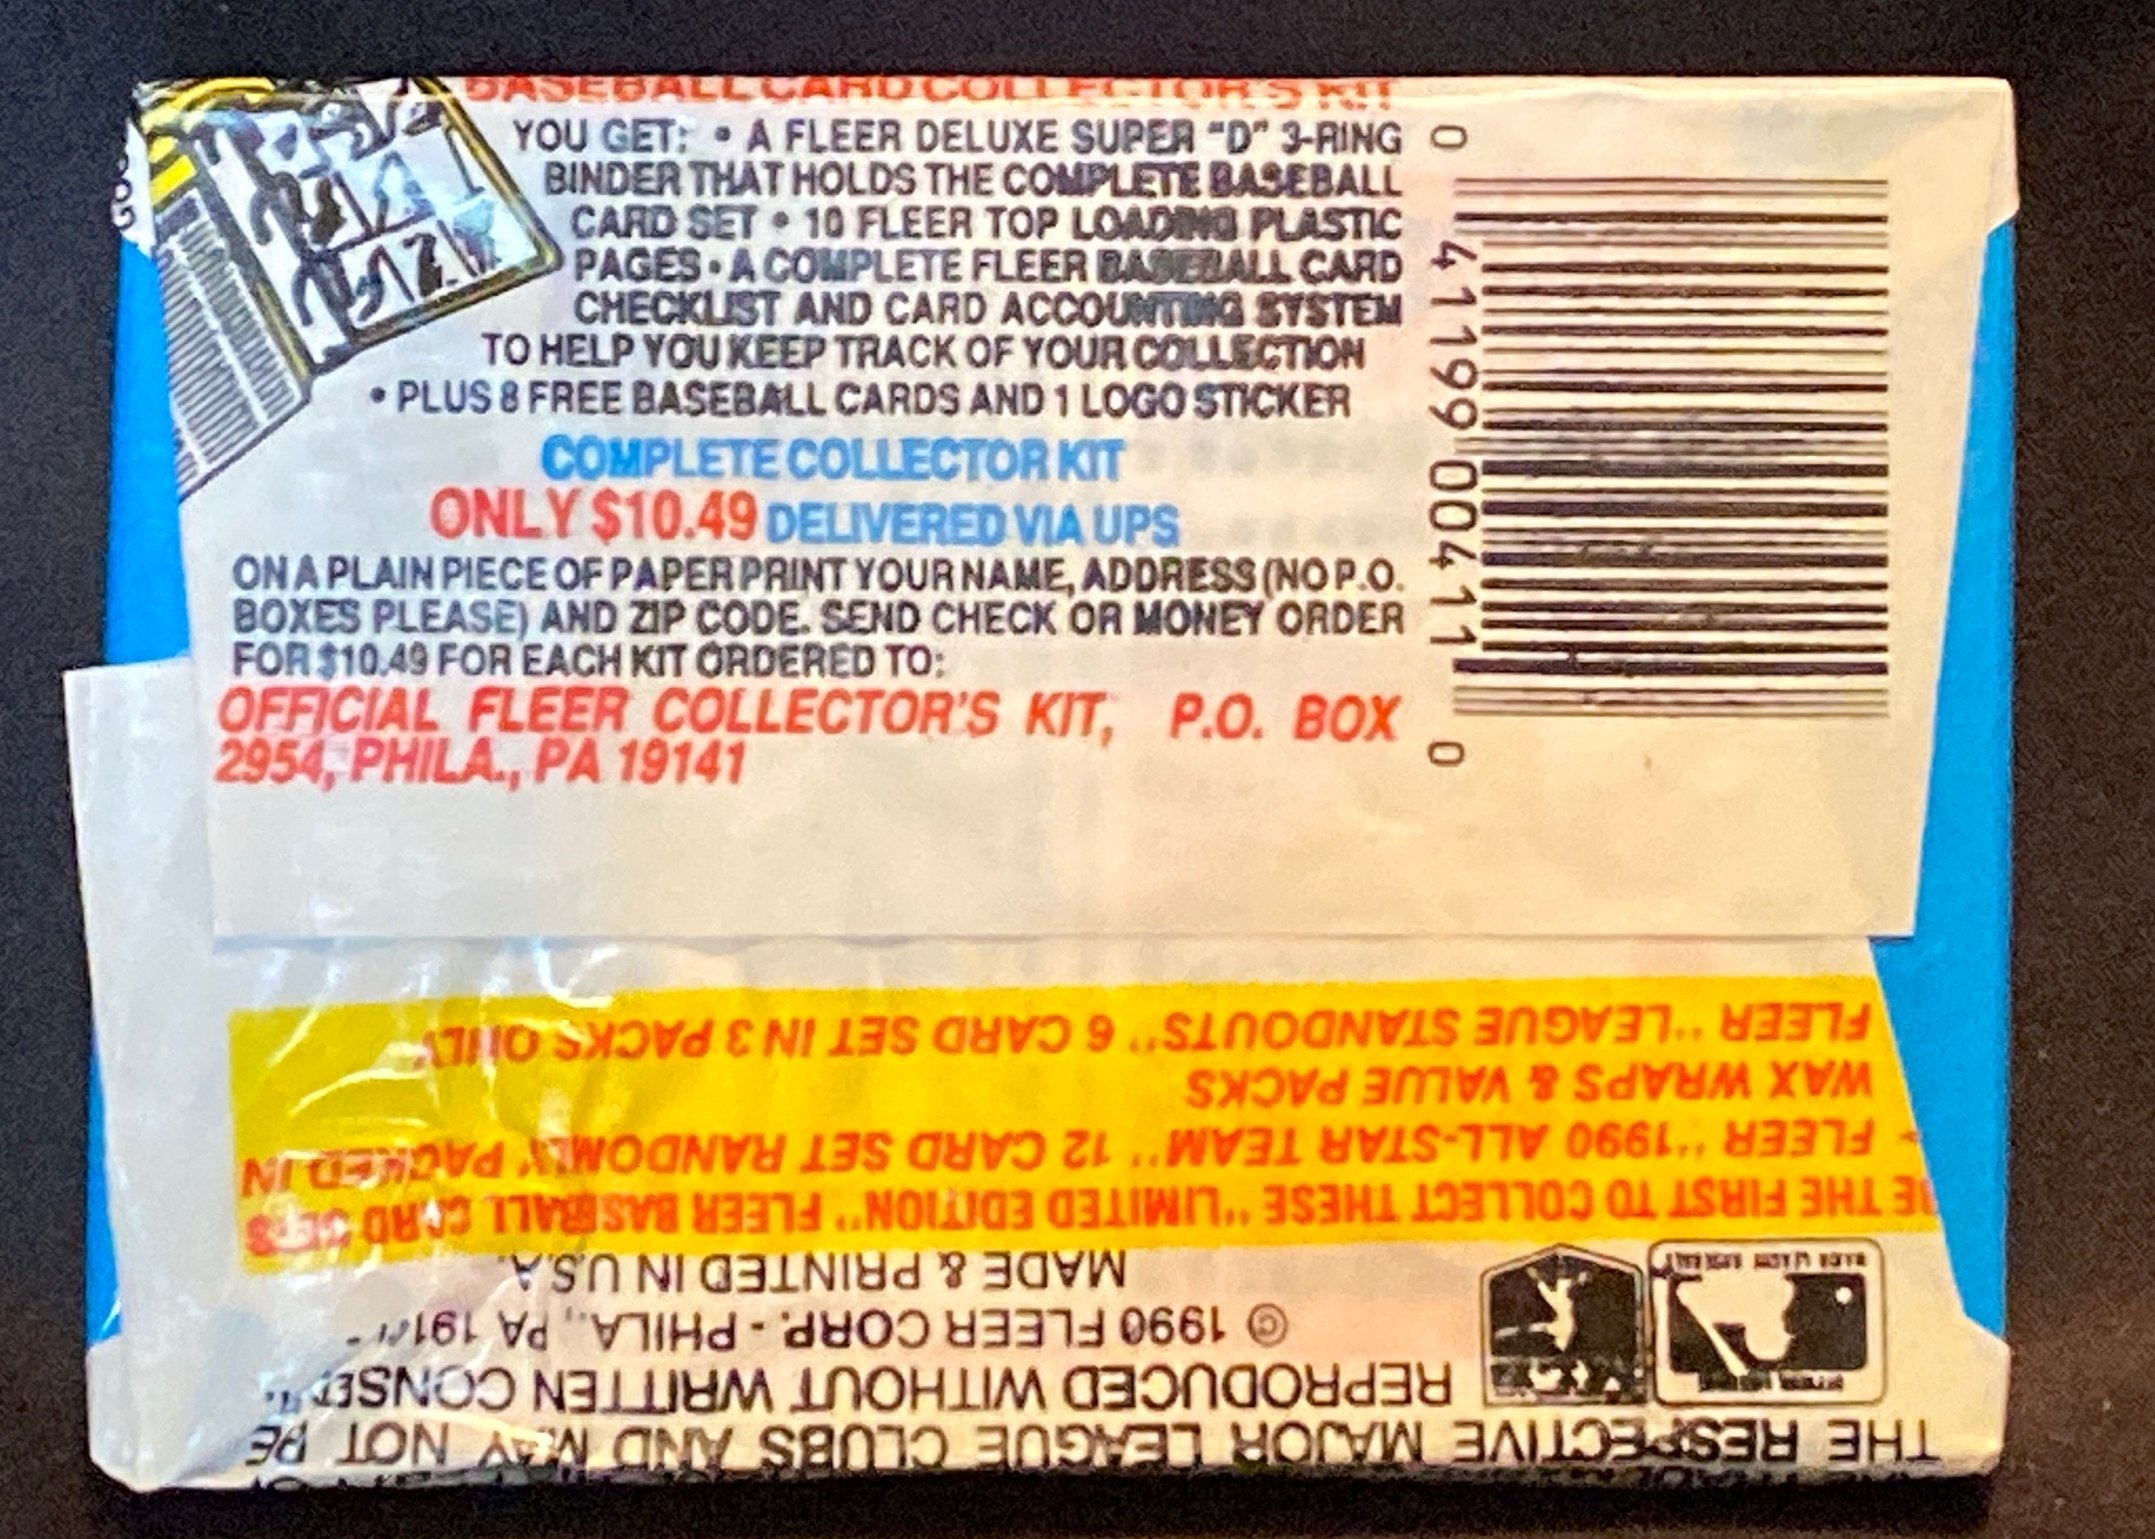 BASEBALL CARD COLLECTOR'S KIT
YOU GET: • A FLEER DELUXE SUPER "D" 3-RING
BINDER THAT HOLDS THE COMPLETE BASEBALL
CARD SET • 10 FLEER TOP LOADING PLASTIC
PAGES • A COMPLETE FLEER BASEBALL CARD
CHECKLIST AND CARD ACCOUNTING SYSTEM
TO HELP YOU KEEP TRACK OF YOUR COLLECTION
• PLUS 8 FREE BASEBALL CARDS AND 1 LOGO STICKER
COMPLETE COLLECTOR KIT
ONLY $10.49 DELIVERED VIA UPS
ON A PLAIN PIECE OF PAPER PRINT YOUR NAME, ADDRESS (NO P.O.
BOXES PLEASE) AND ZIP CODE. SEND CHECK OR MONEY ORDER
FOR $10.49 FOR EACH KIT ORDERED TO:
OFFICIAL FLEER COLLECTOR'S KIT, P.O. BOX
2954, PHILA., PA 19141
0 41199 00411 0
THE RESPECTIVE MAJOR LEAGUE CLUBS AND MAY NOT BE
REPRODUCED WITHOUT WRITTEN
© 1990 FLEER CORP. - PHILA., PA
MADE & PRINTED IN U.S.A.
MAJOR LEAGUE BASEBALL
THE FIRST TO COLLECT THESE "LIMITED EDITION" FLEER BASEBALL CARD SETS
- FLEER "1990 ALL-STAR TEAM" 12 CARD SET RANDOMLY PACKED IN
WAX WRAPS & VALUE PACKS
FLEER "LEAGUE STANDOUTS" 6 CARD SET IN 3 PACKS ONLY.